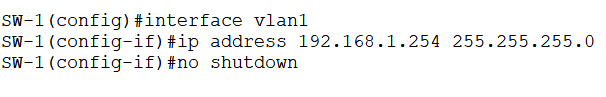 SW-1(config)#interface vlan1
SW-1(config-if)#ip address 192.168.1.254 255.255.255.0
SW-1(config-if)#no shutdown